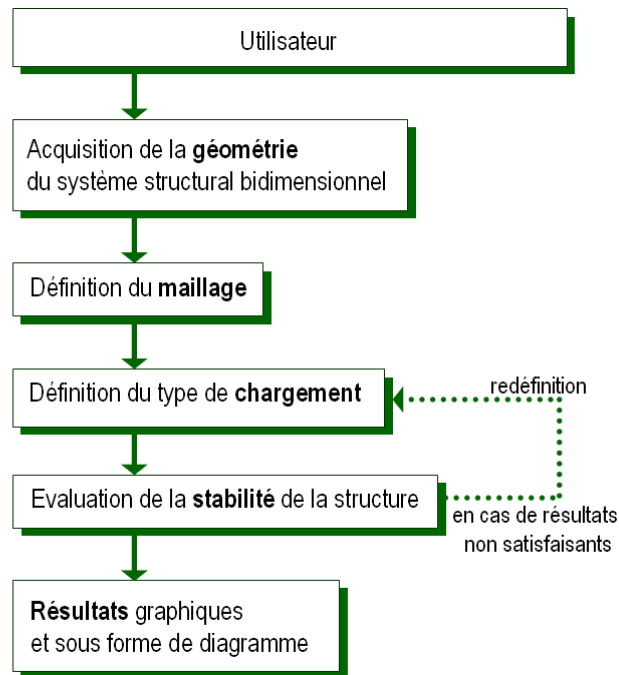 Utilisateur
Acquisition de la géométrie
du système structural bidimensionnel
Définition du maillage
Définition du type de chargement
redéfinition
Evaluation de la stabilité de la structure
en cas de résultats
non satisfaisants
Résultats graphiques
et sous forme de diagramme